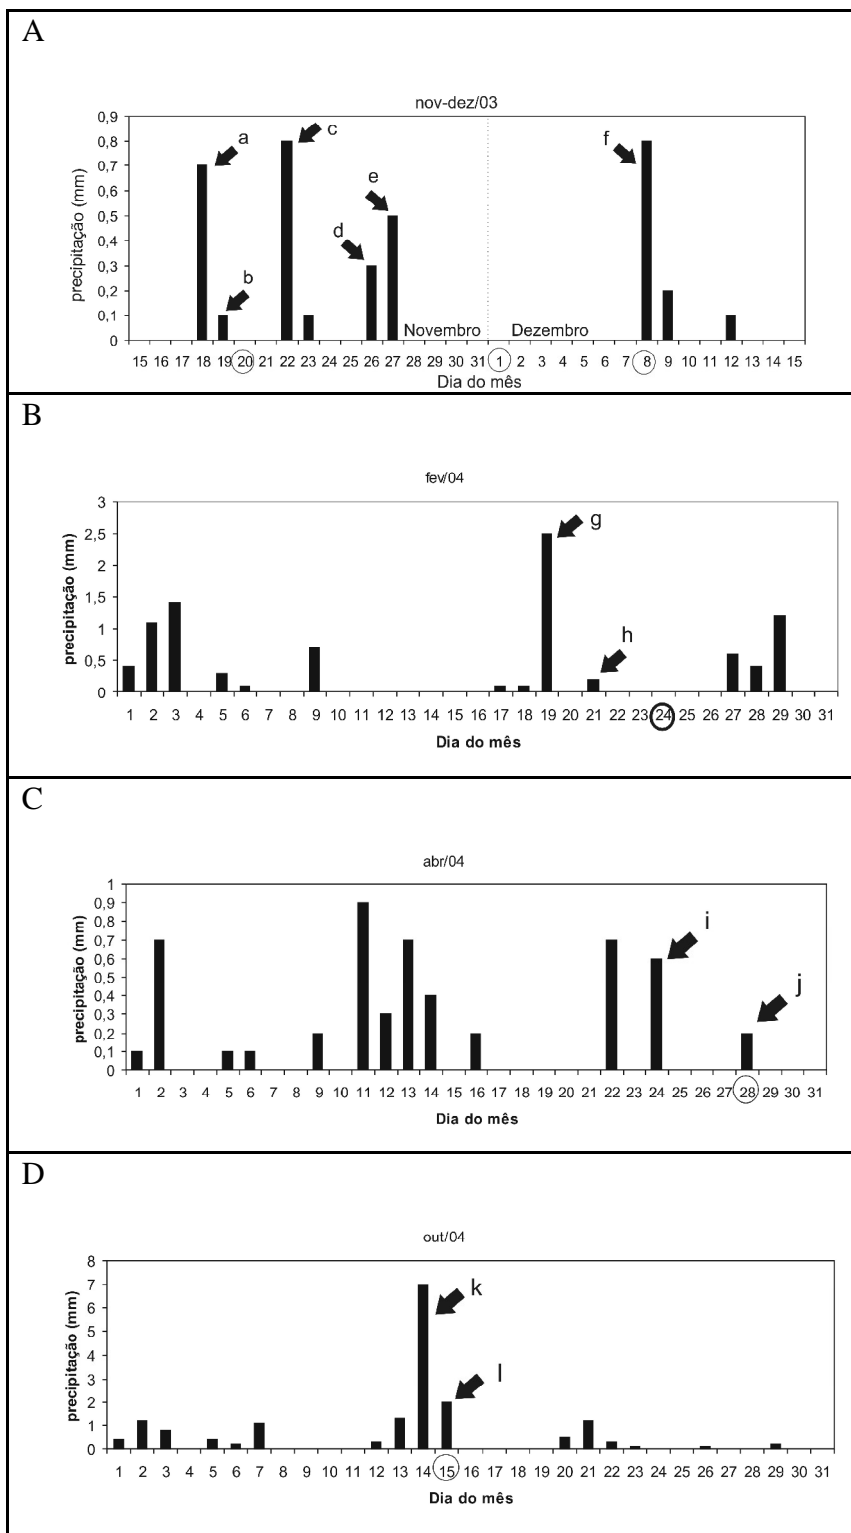 A
nov-dez/03
precipitação (mm)
0,9
0,8
0,7
0,6
0,5
0,4
0,3
0,2
0,1
0
a
b
c
d
e
f
Novembro
Dezembro
15 16 17 18 19 20 21 22 23 24 25 26 27 28 29 30 31 1 2 3 4 5 6 7 8 9 10 11 12 13 14 15
Dia do mês
B
fev/04
precipitação (mm)
3
2,5
2
1,5
1
0,5
0
g
h
1 2 3 4 5 6 7 8 9 10 11 12 13 14 15 16 17 18 19 20 21 22 23 24 25 26 27 28 29 30 31
Dia do mês
C
abr/04
precipitação (mm)
1
0,9
0,8
0,7
0,6
0,5
0,4
0,3
0,2
0,1
0
i
j
1 2 3 4 5 6 7 8 9 10 11 12 13 14 15 16 17 18 19 20 21 22 23 24 25 26 27 28 29 30 31
Dia do mês
D
out/04
precipitação (mm)
8
7
6
5
4
3
2
1
0
k
l
1 2 3 4 5 6 7 8 9 10 11 12 13 14 15 16 17 18 19 20 21 22 23 24 25 26 27 28 29 30 31
Dia do mês